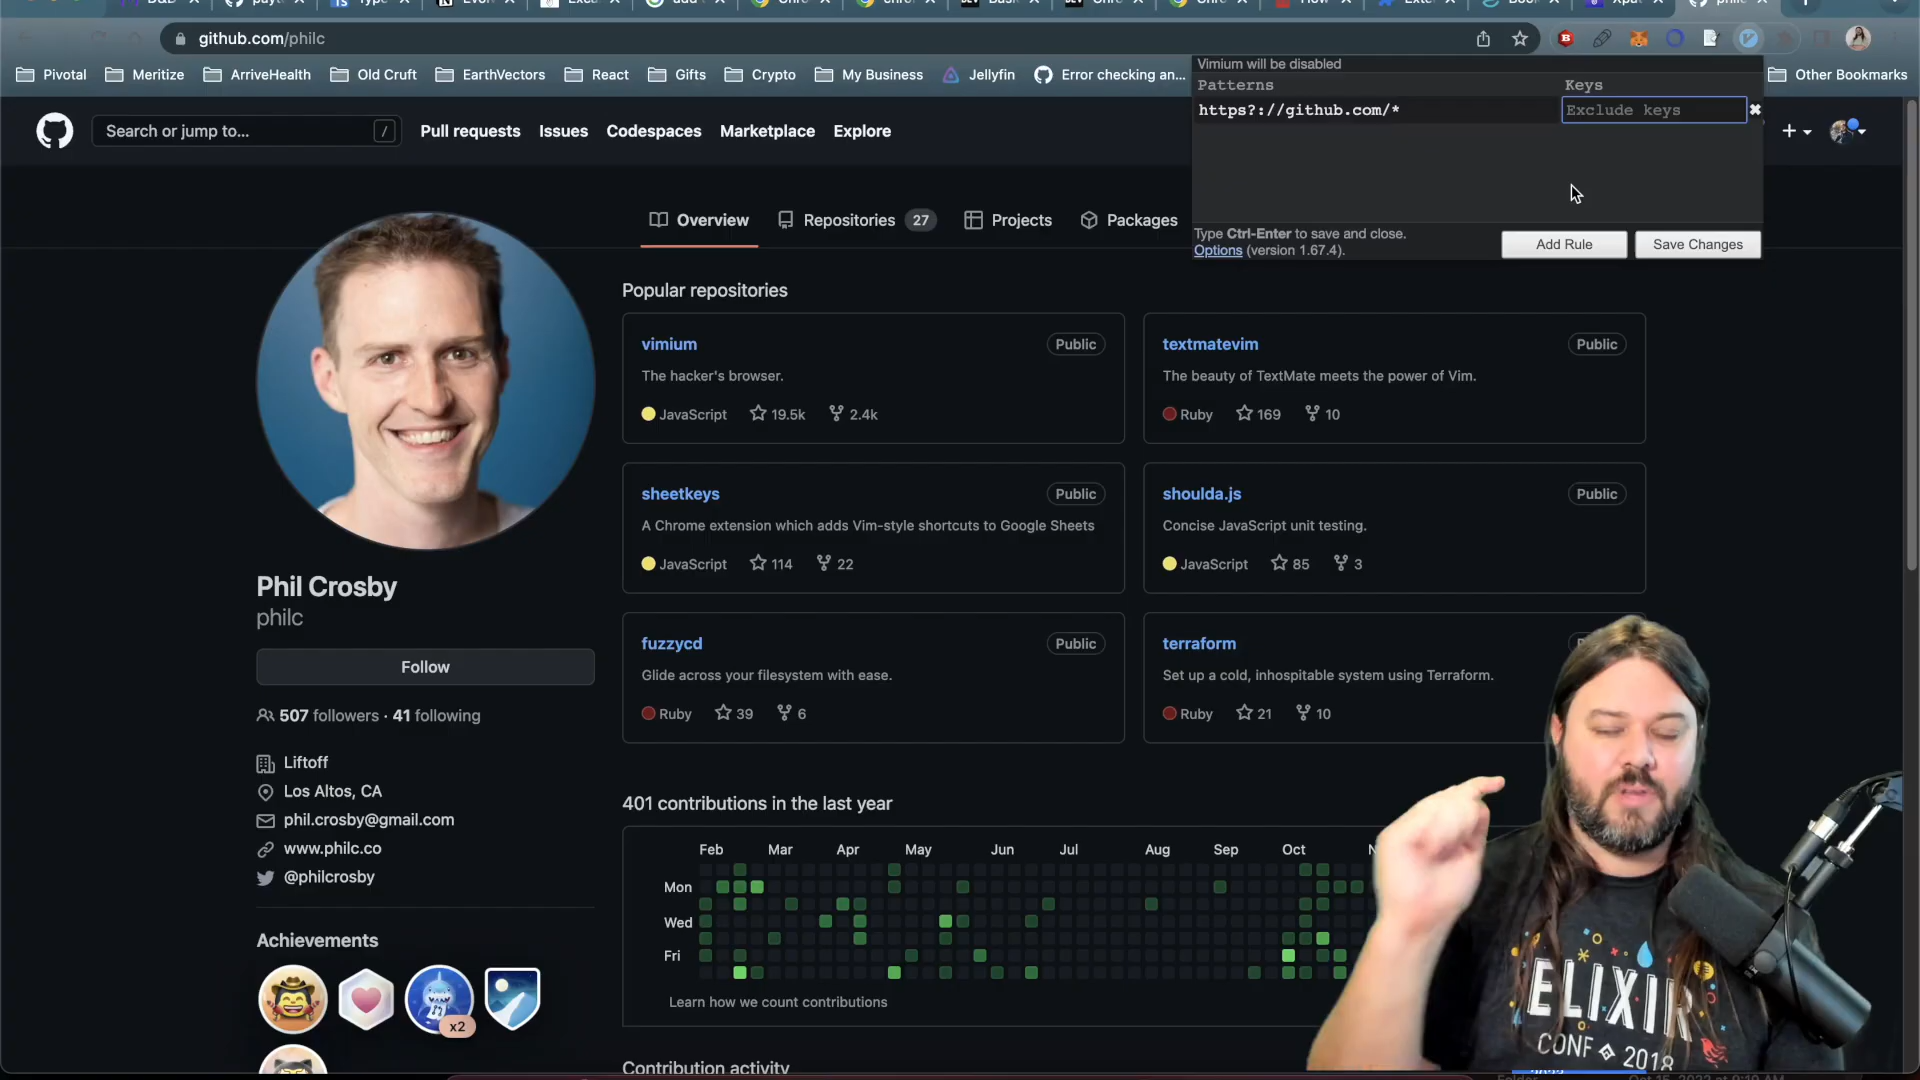 github.com/philc
Pivotal
Meritize
ArriveHealth
Old Cruft
EarthVectors
React
Gifts
Crypto
My Business
Jellyfin
Error checking an...
Other Bookmarks
Vimium will be disabled
Patterns Keys
https?://github.com/* Exclude keys
Type Ctrl-Enter to save and close.
Options (version 1.67.4).
Add Rule
Save Changes
Search or jump to... /
Pull requests
Issues
Codespaces
Marketplace
Explore
Overview
Repositories 27
Projects
Packages
Popular repositories
vimium Public
The hacker's browser.
JavaScript 19.5k 2.4k
textmatevim Public
The beauty of TextMate meets the power of Vim.
Ruby 169 10
sheetkeys Public
A Chrome extension which adds Vim-style shortcuts to Google Sheets
JavaScript 114 22
shoulda.js Public
Concise JavaScript unit testing.
JavaScript 85 3
fuzzycd Public
Glide across your filesystem with ease.
Ruby 39 6
terraform
Set up a cold, inhospitable system using Terraform.
Ruby 21 10
Phil Crosby
philc
Follow
507 followers · 41 following
Liftoff
Los Altos, CA
phil.crosby@gmail.com
www.philc.co
@philcrosby
Achievements
x2
401 contributions in the last year
Feb Mar Apr May Jun Jul Aug Sep Oct
Mon
Wed
Fri
Learn how we count contributions
Contribution activity
ELIXIR
CONF 2018